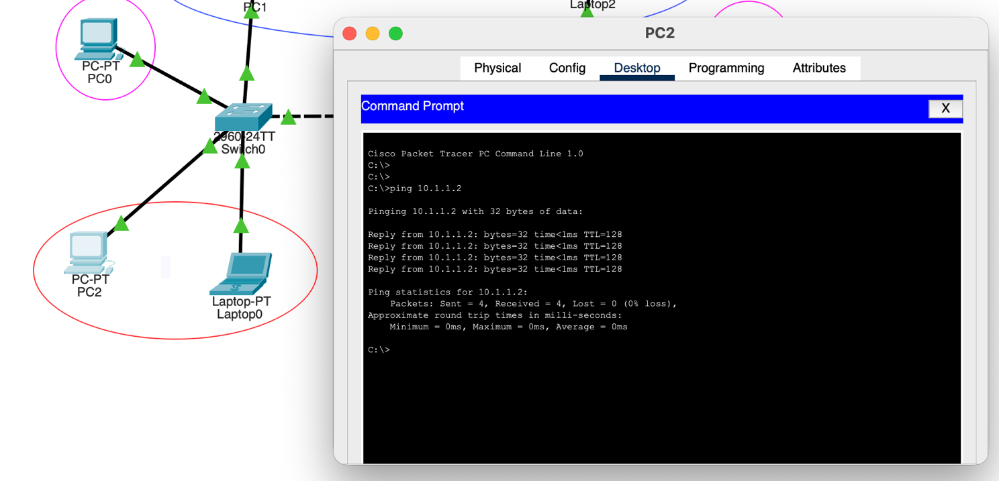 PC1
Laptop2
PC-PT
PC0
2960-24TT
Switch0
PC-PT
PC2
Laptop-PT
Laptop0
PC2
Physical
Config
Desktop
Programming
Attributes
Command Prompt
X
Cisco Packet Tracer PC Command Line 1.0
C:\>
C:\>
C:\>ping 10.1.1.2
Pinging 10.1.1.2 with 32 bytes of data:
Reply from 10.1.1.2: bytes=32 time<1ms TTL=128
Reply from 10.1.1.2: bytes=32 time<1ms TTL=128
Reply from 10.1.1.2: bytes=32 time<1ms TTL=128
Reply from 10.1.1.2: bytes=32 time<1ms TTL=128
Ping statistics for 10.1.1.2:
    Packets: Sent = 4, Received = 4, Lost = 0 (0% loss),
Approximate round trip times in milli-seconds:
    Minimum = 0ms, Maximum = 0ms, Average = 0ms
C:\>